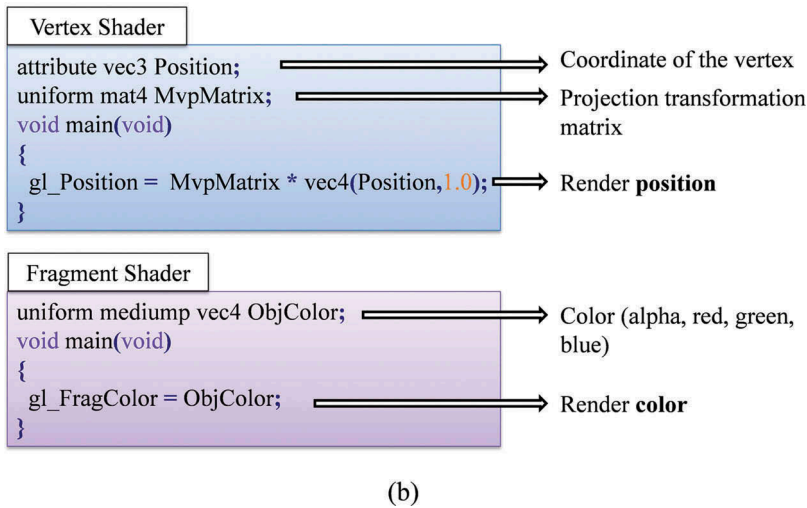 Vertex Shader
attribute vec3 Position;
Coordinate of the vertex
uniform mat4 MvpMatrix;
Projection transformation
matrix
void main(void)
{
gl_Position = MvpMatrix * vec4(Position,1.0);
Render position
}
Fragment Shader
uniform mediump vec4 ObjColor;
Color (alpha, red, green,
blue)
void main(void)
{
gl_FragColor = ObjColor;
Render color
}
(b)